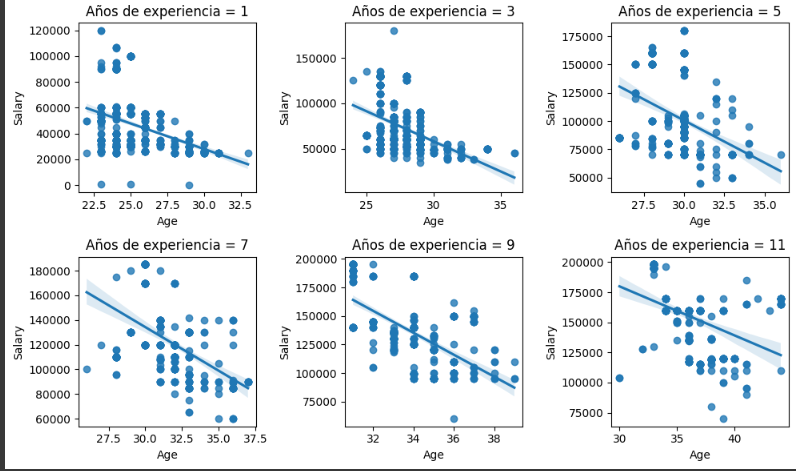 Años de experiencia = 1
Años de experiencia = 3
Años de experiencia = 5
120000
100000
80000
60000
40000
20000
0
Salary
22.5 25.0 27.5 30.0 32.5
Age
150000
100000
50000
Salary
25 30 35
Age
175000
150000
125000
100000
75000
50000
Salary
27.5 30.0 32.5 35.0
Age
Años de experiencia = 7
Años de experiencia = 9
Años de experiencia = 11
180000
160000
140000
120000
100000
80000
60000
Salary
27.5 30.0 32.5 35.0 37.5
Age
200000
175000
150000
125000
100000
75000
Salary
32 34 36 38
Age
200000
175000
150000
125000
100000
75000
Salary
30 35 40
Age